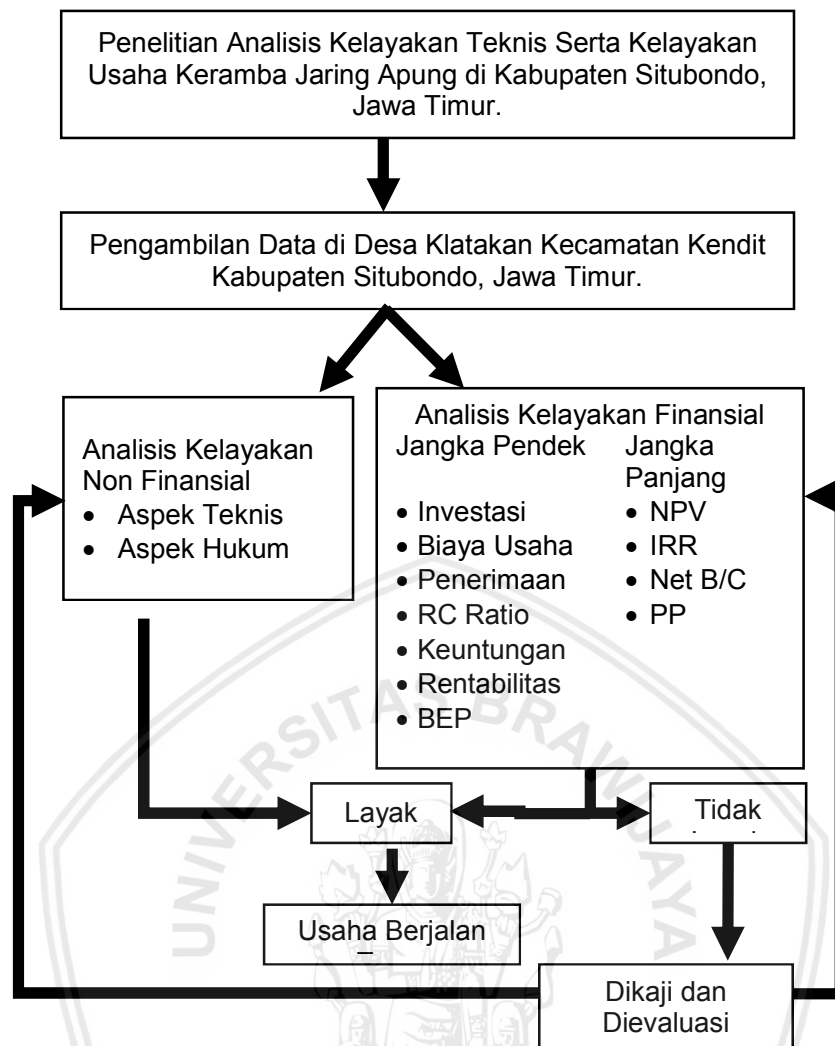 Penelitian Analisis Kelayakan Teknis Serta Kelayakan
Usaha Keramba Jaring Apung di Kabupaten Situbondo,
Jawa Timur.
Pengambilan Data di Desa Klatakan Kecamatan Kendit
Kabupaten Situbondo, Jawa Timur.
Analisis Kelayakan
Non Finansial
• Aspek Teknis
• Aspek Hukum
Analisis Kelayakan Finansial
Jangka Pendek
• Investasi
• Biaya Usaha
• Penerimaan
• RC Ratio
• Keuntungan
• Rentabilitas
• BEP
Jangka
Panjang
• NPV
• IRR
• Net B/C
• PP
Layak
Tidak
Usaha Berjalan
Dikaji dan
Dievaluasi
UNIVERSITAS BRAWIJAYA